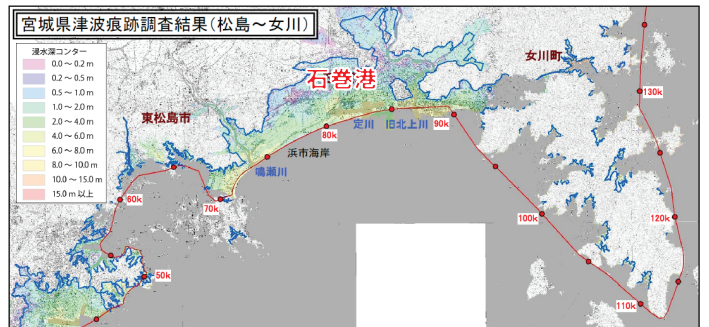 宮城県津波痕跡調査結果(松島～女川)
浸水深コンター
0.0～0.2 m
0.2～0.5 m
0.5～1.0 m
1.0～2.0 m
2.0～4.0 m
4.0～6.0 m
6.0～8.0 m
8.0～10.0 m
10.0～15.0 m
15.0 m 以上
石巻港
女川町
東松島市
130k
定川
旧北上川
90k
80k
浜市海岸
鳴瀬川
60k
70k
100k
120k
50k
110k